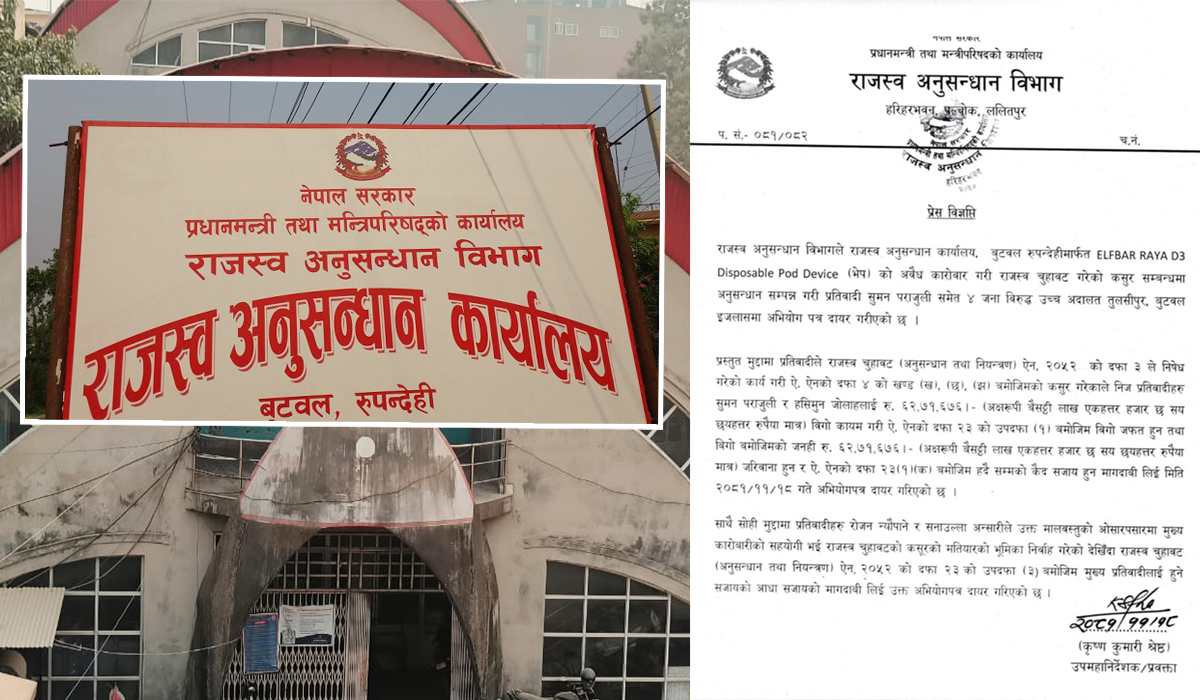 नेपाल सरकार
प्रधानमन्त्री तथा मन्त्रिपरिषद्को कार्यालय
राजस्व अनुसन्धान विभाग
राजस्व अनुसन्धान कार्यालय
बुटवल, रुपन्देही
नेपाल सरकार
प्रधानमन्त्री तथा मन्त्रीपरिषदको कार्यालय
राजस्व अनुसन्धान विभाग
हरिहरभवन, पुल्चोक, ललितपुर
प. सं.- ०८१/०८२
च.नं.
प्रेस विज्ञप्ति
राजस्व अनुसन्धान विभागले राजस्व अनुसन्धान कार्यालय, बुटवल रुपन्देहीमार्फत ELFBAR RAYA D3
Disposable Pod Device (भेप) को अवैध कारोबार गरी राजस्व चुहावट गरेको कसुर सम्बन्धमा
अनुसन्धान सम्पन्न गरी प्रतिवादी सुमन पराजुली समेत ४ जना विरुद्ध उच्च अदालत तुलसीपुर, बुटवल
इजलासमा अभियोग पत्र दायर गरीएको छ ।
प्रस्तुत मुद्दामा प्रतिवादीले राजस्व चुहावट (अनुसन्धान तथा नियन्त्रण) ऐन, २०५२ को दफा ३ ले निषेध
गरेको कार्य गरी ऐ. ऐनको दफा ४ को खण्ड (ख), (छ), (झ) बमोजिमको कसुर गरेकाले निज प्रतिवादीहरु
सुमन पराजुली र हसिमुन जोलाहलाई रु. ६२,७१,६७६।- (अक्षरूपी बैसट्ठी लाख एकहत्तर हजार छ सय
छयहत्तर रुपैया मात्र) बिगो कायम गरी ऐ. ऐनको दफा २३ को उपदफा (१) बमोजिम बिगो जफत हुन तथा
बिगो बमोजिमको जनही रु. ६२,७१,६७६।- (अक्षरूपी बैसट्ठी लाख एकहत्तर हजार छ सय छयहत्तर रुपैया
मात्र) जरिवाना हुन र ऐ. ऐनको दफा २३(१)(क) बमोजिम हदै सम्मको कैद सजाय हुन मागदाबी लिई मिति
२०८१/११/१८ गते अभियोगपत्र दायर गरिएको छ ।
साथै सोही मुद्दामा प्रतिवादीहरु रोजन न्यौपाने र सनाउल्ला अन्सारीले उक्त मालवस्तुको ओसारपसारमा मुख्य
कारोबारीको सहयोगी भई राजस्व चुहावटको कसुरको मतियारको भूमिका निर्वाह गरेको देखिँदा राजस्व चुहावट
(अनुसन्धान तथा नियन्त्रण) ऐन, २०५२ को दफा २३ को उपदफा (३) बमोजिम मुख्य प्रतिवादीलाई हुने
सजायको आधा सजायको मागदाबी लिई उक्त अभियोगपत्र दायर गरिएको छ ।
२०८१/११/१८
(कृष्ण कुमारी श्रेष्ठ)
उपमहानिर्देशक/प्रवक्ता